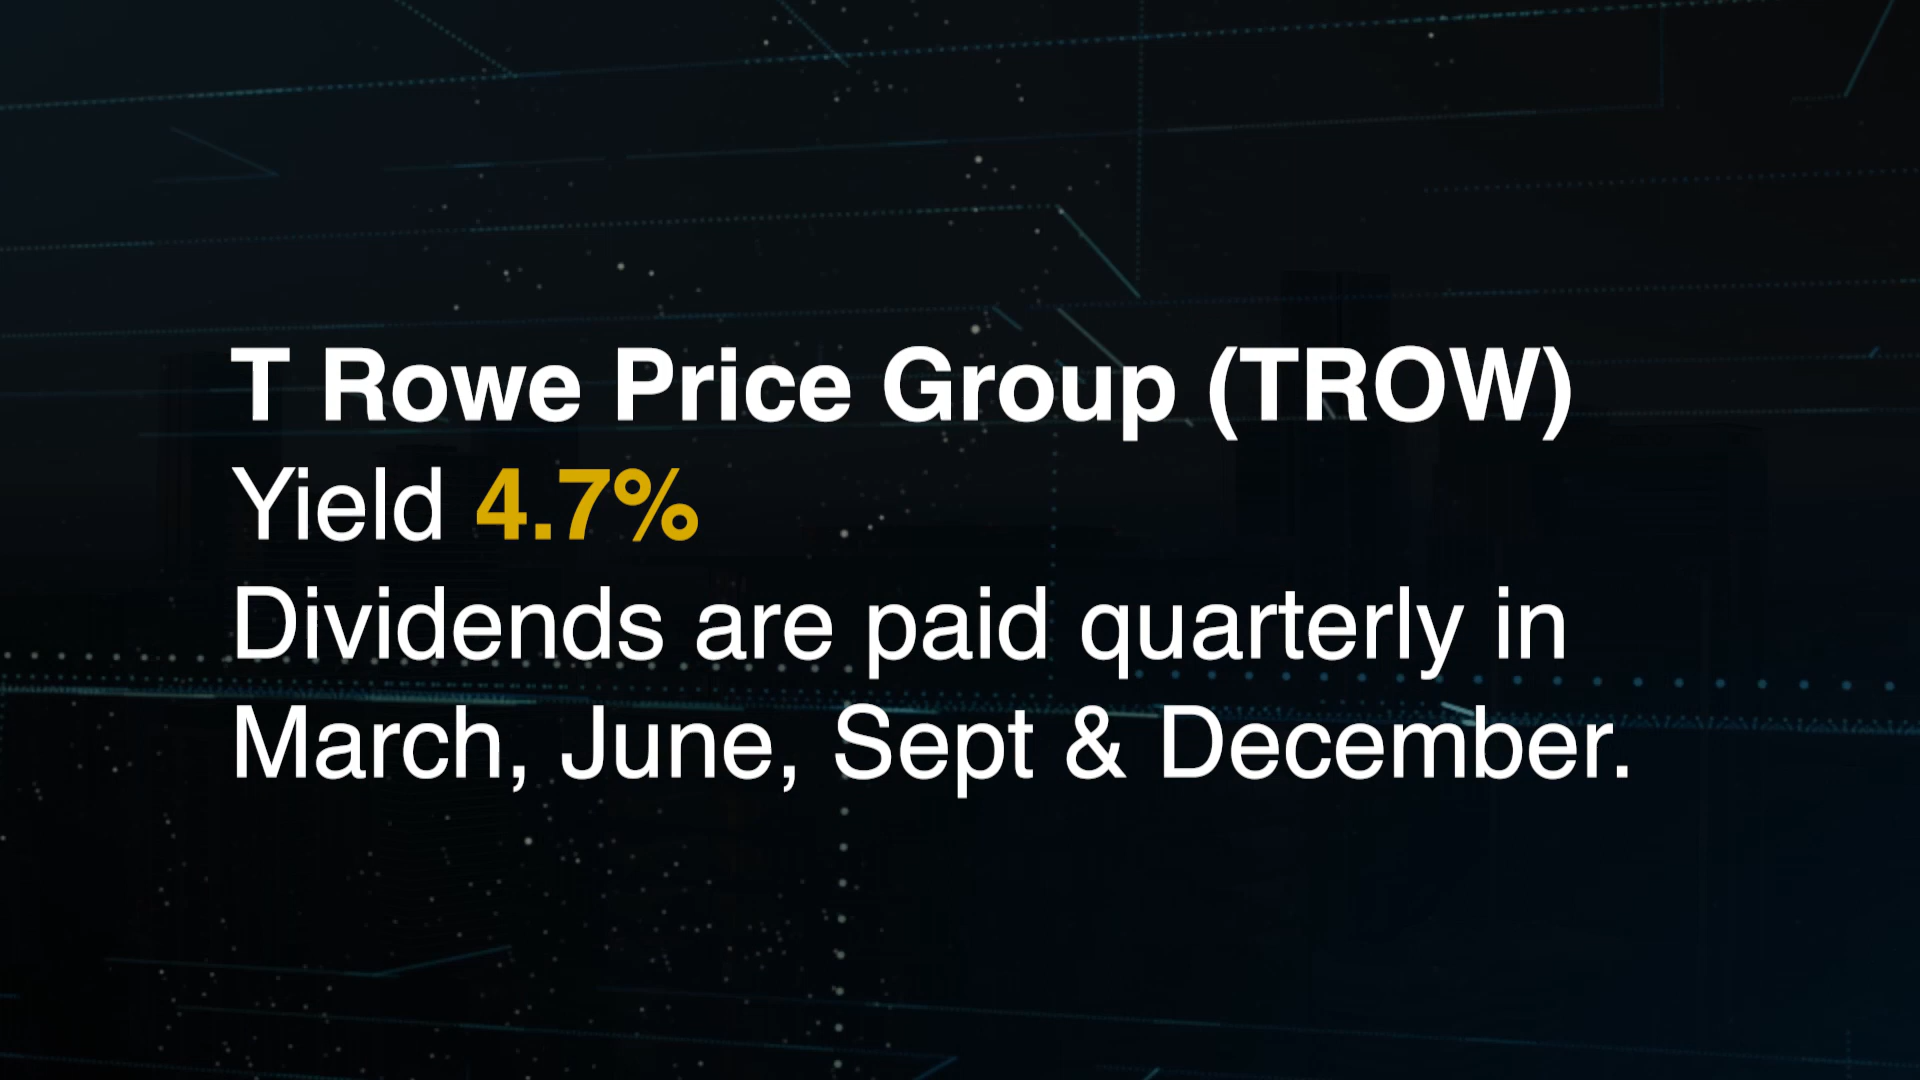 T Rowe Price Group (TROW)
Yield 4.7%
Dividends are paid quarterly in
March, June, Sept & December.